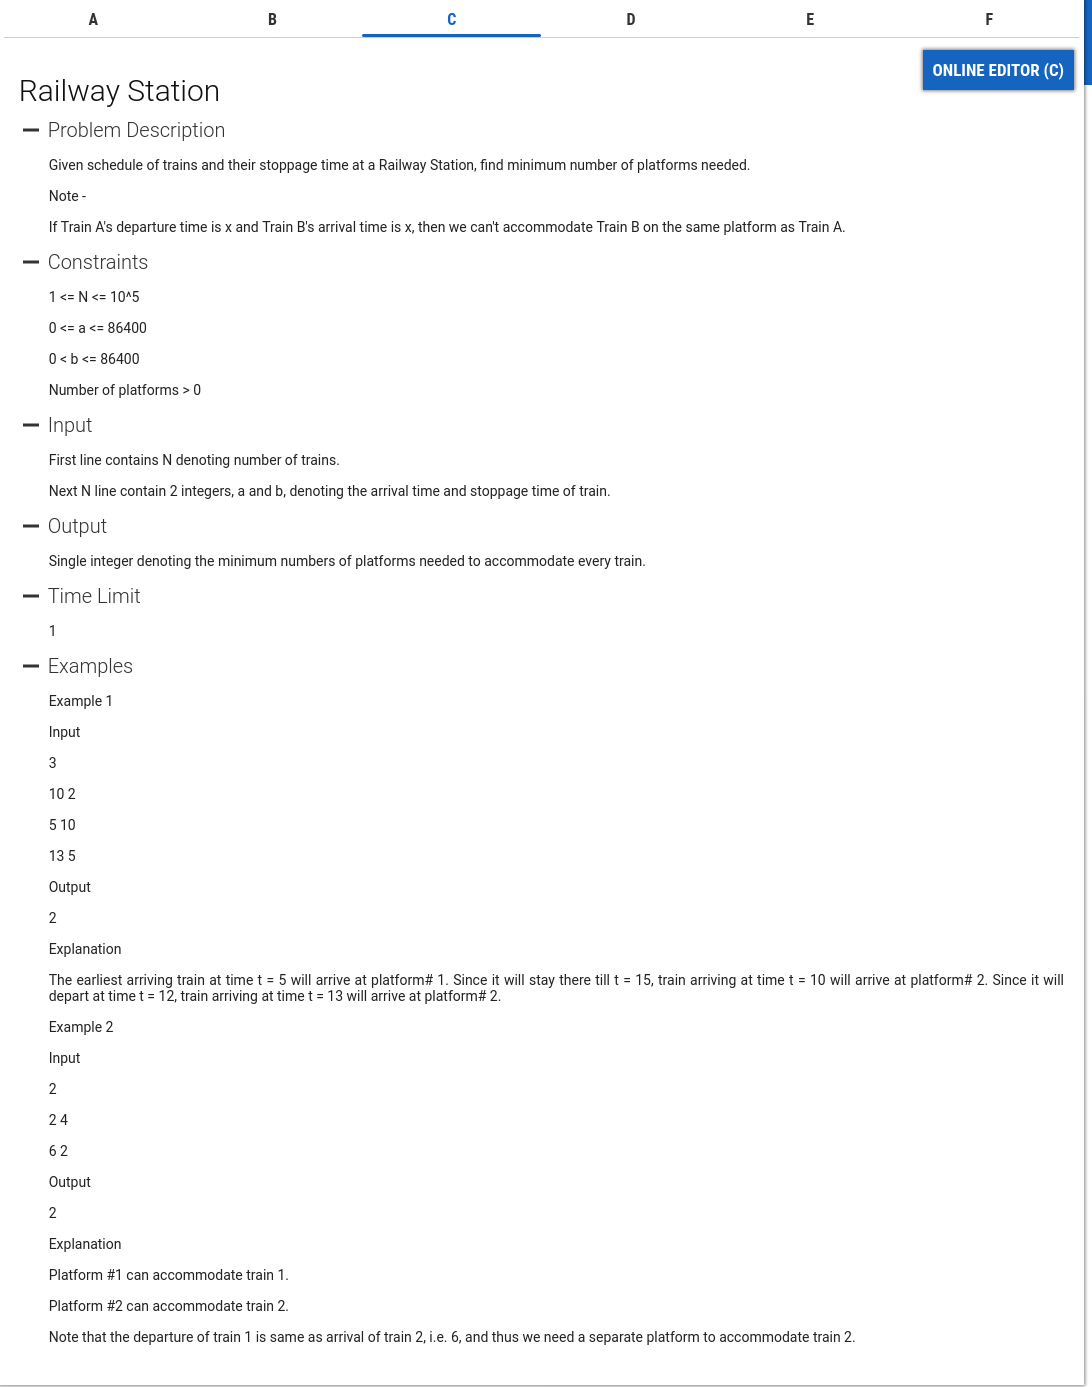 A B C D E F
ONLINE EDITOR (C)
Railway Station
Problem Description
Given schedule of trains and their stoppage time at a Railway Station, find minimum number of platforms needed.
Note -
If Train A's departure time is x and Train B's arrival time is x, then we can't accommodate Train B on the same platform as Train A.
Constraints
1 <= N <= 10^5
0 <= a <= 86400
0 < b <= 86400
Number of platforms > 0
Input
First line contains N denoting number of trains.
Next N line contain 2 integers, a and b, denoting the arrival time and stoppage time of train.
Output
Single integer denoting the minimum numbers of platforms needed to accommodate every train.
Time Limit
1
Examples
Example 1
Input
3
10 2
5 10
13 5
Output
2
Explanation
The earliest arriving train at time t = 5 will arrive at platform# 1. Since it will stay there till t = 15, train arriving at time t = 10 will arrive at platform# 2. Since it will
depart at time t = 12, train arriving at time t = 13 will arrive at platform# 2.
Example 2
Input
2
2 4
6 2
Output
2
Explanation
Platform #1 can accommodate train 1.
Platform #2 can accommodate train 2.
Note that the departure of train 1 is same as arrival of train 2, i.e. 6, and thus we need a separate platform to accommodate train 2.